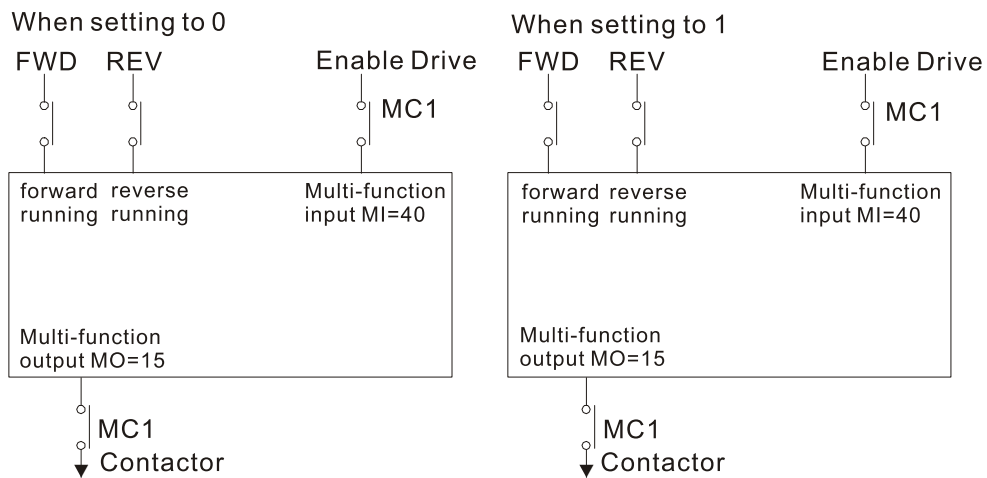 When setting to 0
FWD REV Enable Drive
MC1
forward running
reverse running
Multi-function
input MI=40
Multi-function
output MO=15
MC1
Contactor
When setting to 1
FWD REV Enable Drive
MC1
forward running
reverse running
Multi-function
input MI=40
Multi-function
output MO=15
MC1
Contactor